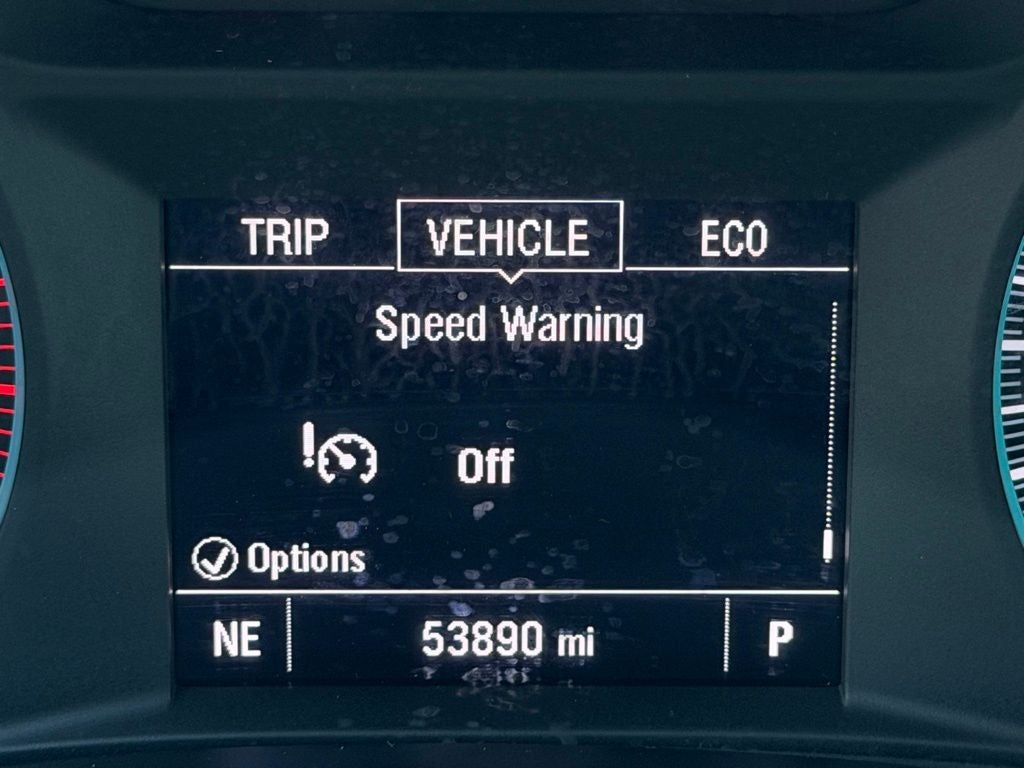 TRIP VEHICLE ECO
Speed Warning
! Off
Options
NE 53890 mi P